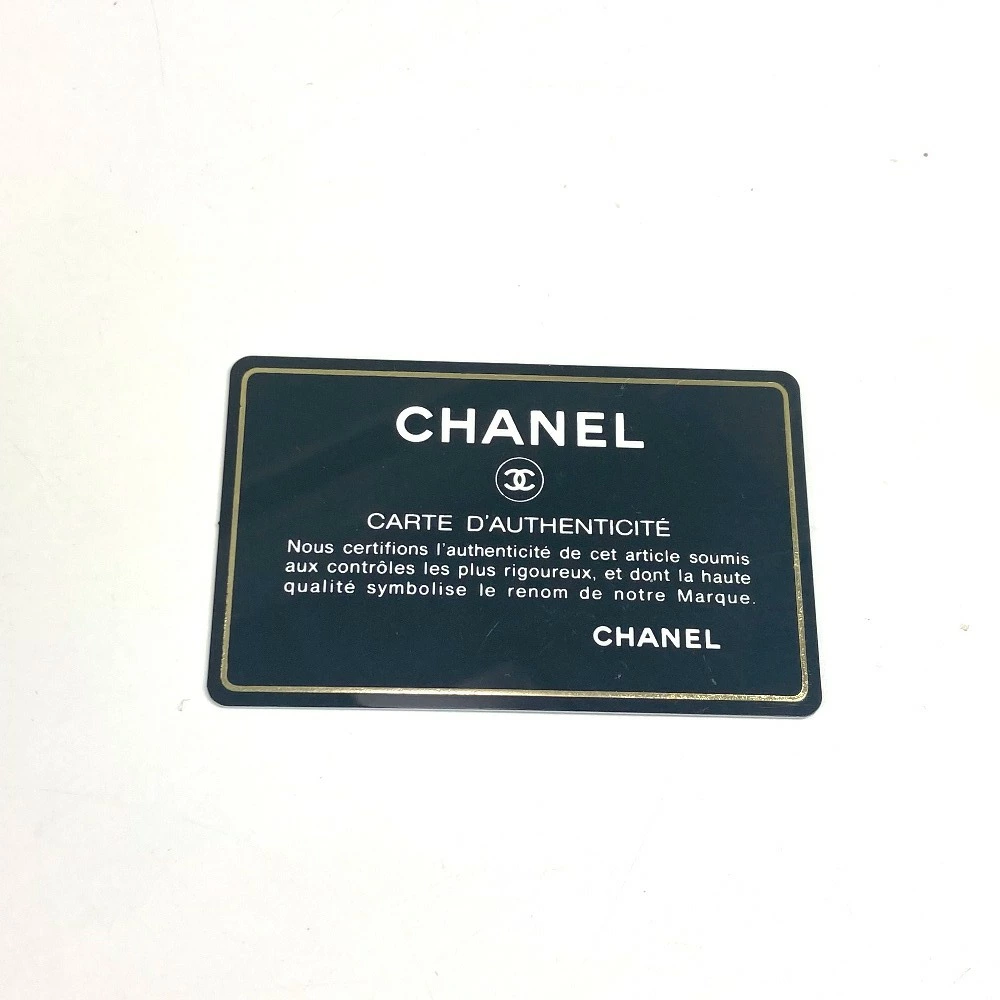 CHANEL
CARTE D'AUTHENTICITÉ
Nous certifions l'authenticité de cet article soumis
aux contrôles les plus rigoureux, et dont la haute
qualité symbolise le renom de notre Marque.
CHANEL